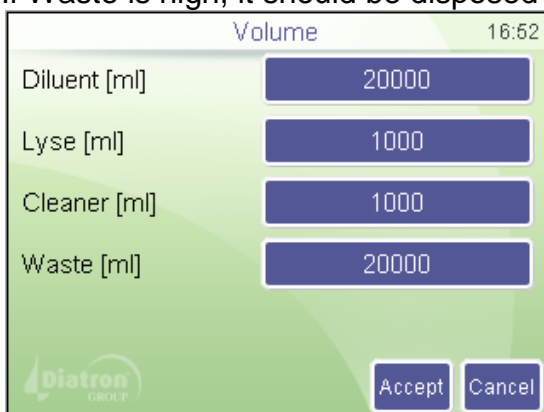 If Waste is high, it should be disposed
Volume 16:52
Diluent [ml] 20000
Lyse [ml] 1000
Cleaner [ml] 1000
Waste [ml] 20000
Diatron
GROUP
Accept Cancel